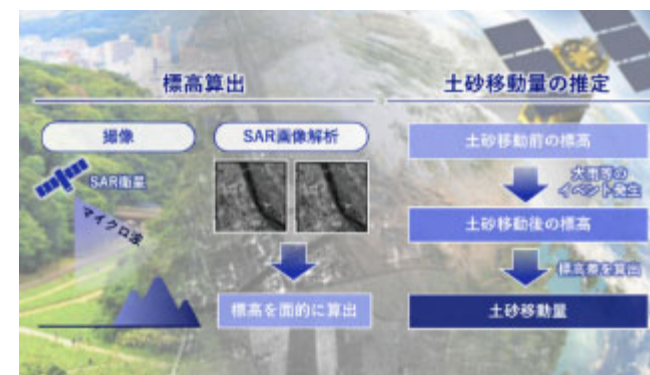 標高算出
撮像
SAR衛星
マイクロ波
SAR画像解析
標高を面的に算出
土砂移動量の推定
土砂移動前の標高
大雨等の
イベント発生
土砂移動後の標高
標高差を算出
土砂移動量